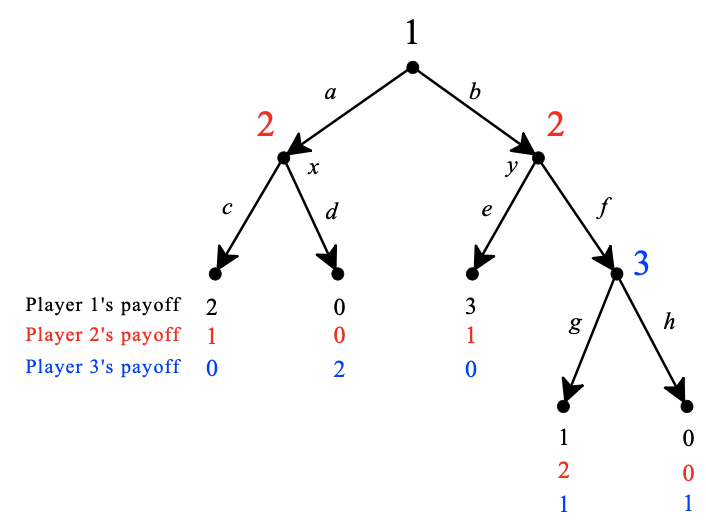 1
a b
2 2
x y
c d e f
3
Player 1's payoff 2 0 3
Player 2's payoff 1 0 1
g h
Player 3's payoff 0 2 0
1 0
2 0
1 1